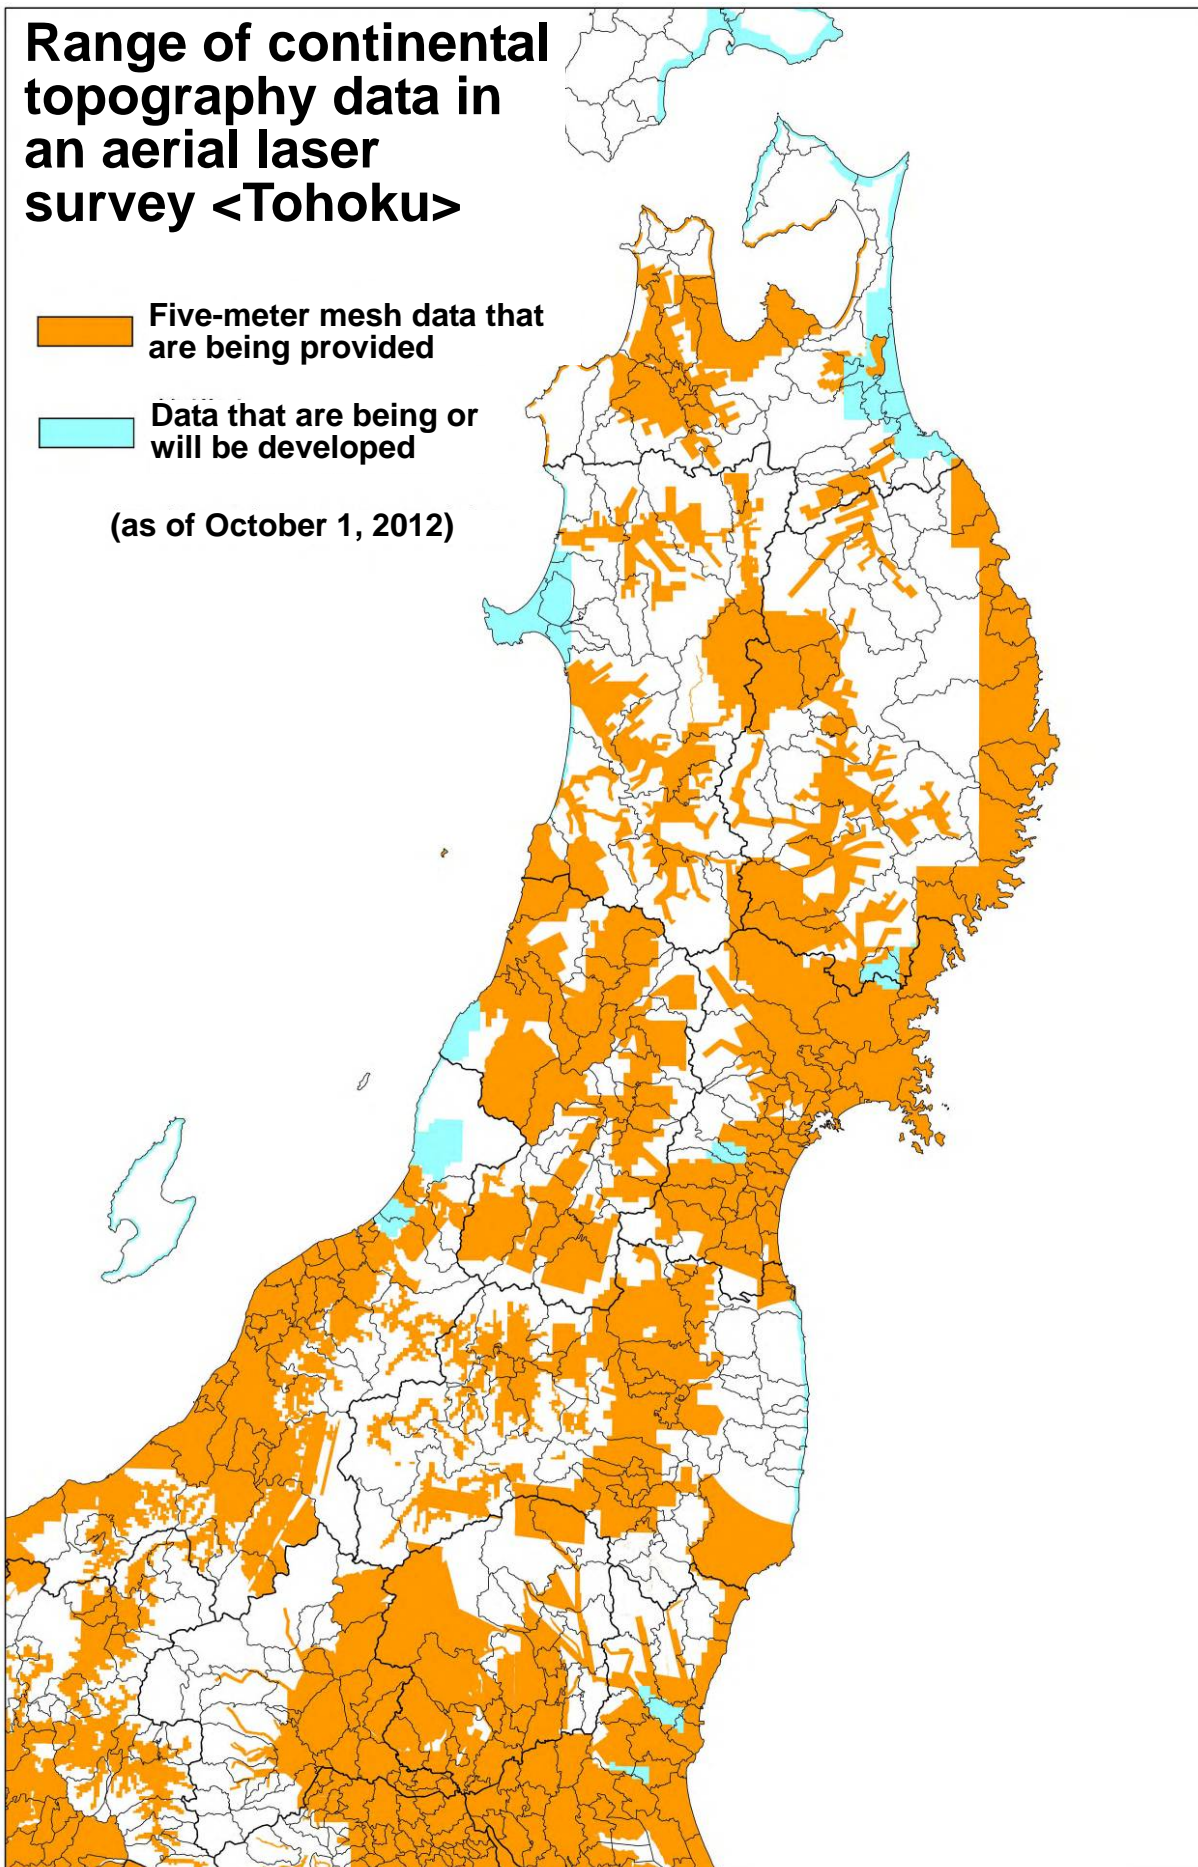 Range of continental
topography data in
an aerial laser
survey <Tohoku>
Five-meter mesh data that
are being provided
Data that are being or
will be developed
(as of October 1, 2012)